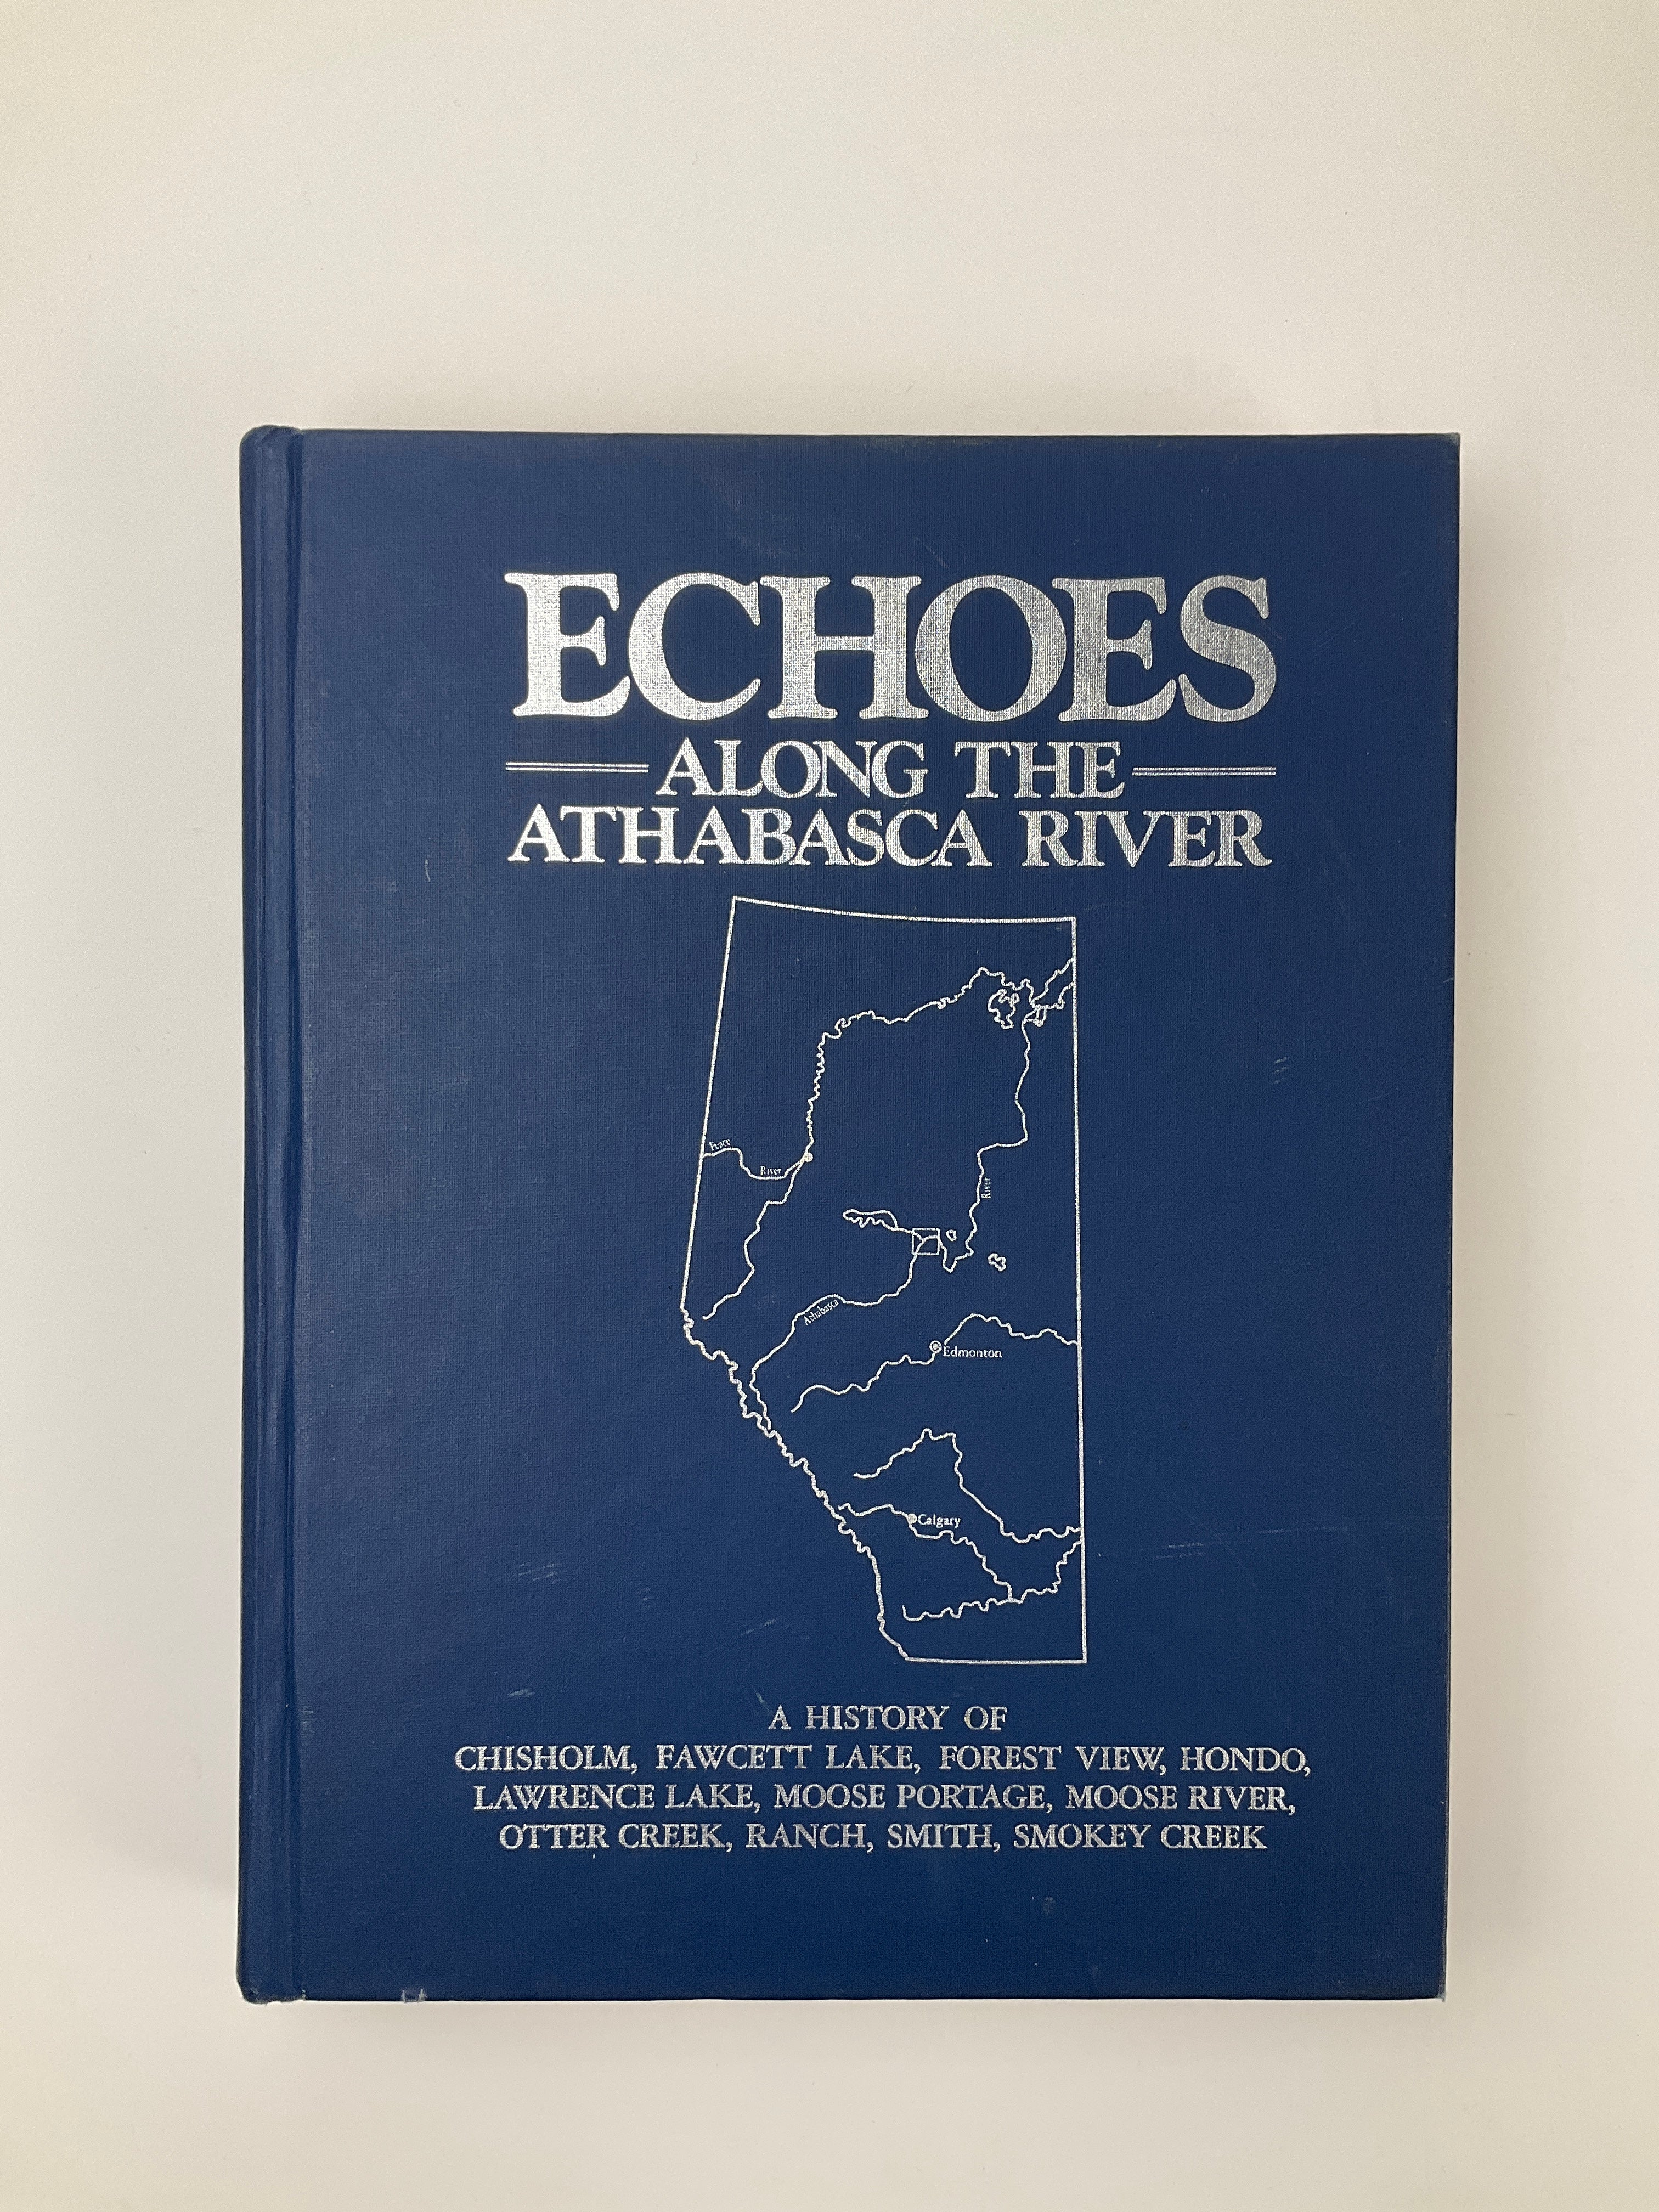 ECHOES
ALONG THE
ATHABASCA RIVER
Peace
River
River
Athabasca
Edmonton
Calgary
A HISTORY OF
CHISHOLM, FAWCETT LAKE, FOREST VIEW, HONDO,
LAWRENCE LAKE, MOOSE PORTAGE, MOOSE RIVER,
OTTER CREEK, RANCH, SMITH, SMOKEY CREEK